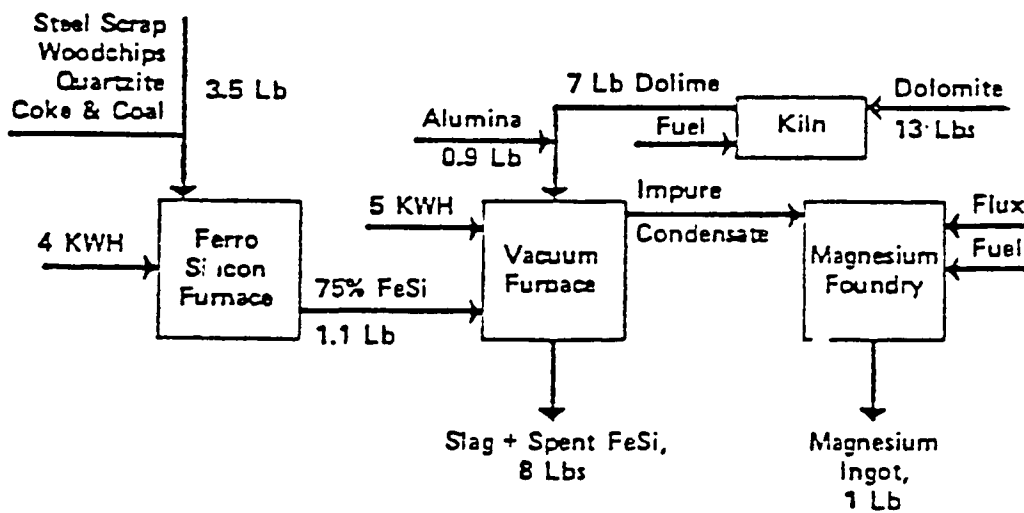 Steel Scrap
Woodchips
Quartzite
Coke & Coal
3.5 Lb
7 Lb Dolime
Dolomite
13 Lbs
Kiln
Fuel
Alumina
0.9 Lb
4 KWH
Ferro
Silicon
Furnace
75% FeSi
1.1 Lb
5 KWH
Vacuum
Furnace
Impure
Condensate
Magnesium
Foundry
Flux
Fuel
Slag + Spent FeSi,
8 Lbs
Magnesium
Ingot,
1 Lb